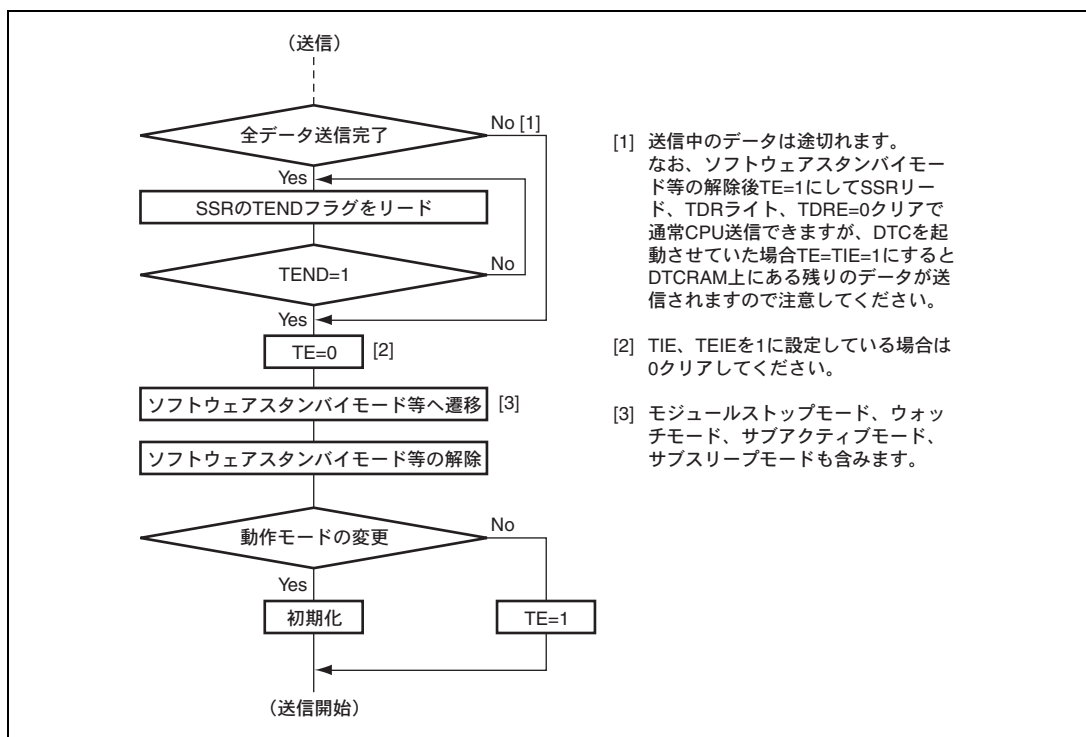 （送信）
全データ送信完了
No [1]
Yes
SSRのTENDフラグをリード
TEND=1
No
Yes
TE=0
[2]
ソフトウェアスタンバイモード等へ遷移
[3]
ソフトウェアスタンバイモード等の解除
動作モードの変更
No
Yes
初期化
TE=1
（送信開始）
[1] 送信中のデータは途切れます。
なお、ソフトウェアスタンバイモー
ド等の解除後TE=1にしてSSRリー
ド、TDRライト、TDRE=0クリアで
通常CPU送信できますが、DTCを起
動させていた場合TE=TIE=1にすると
DTCRAM上にある残りのデータが送
信されますので注意してください。
[2] TIE、TEIEを1に設定している場合は
0クリアしてください。
[3] モジュールストップモード、ウォッ
チモード、サブアクティブモード、
サブスリープモードも含みます。